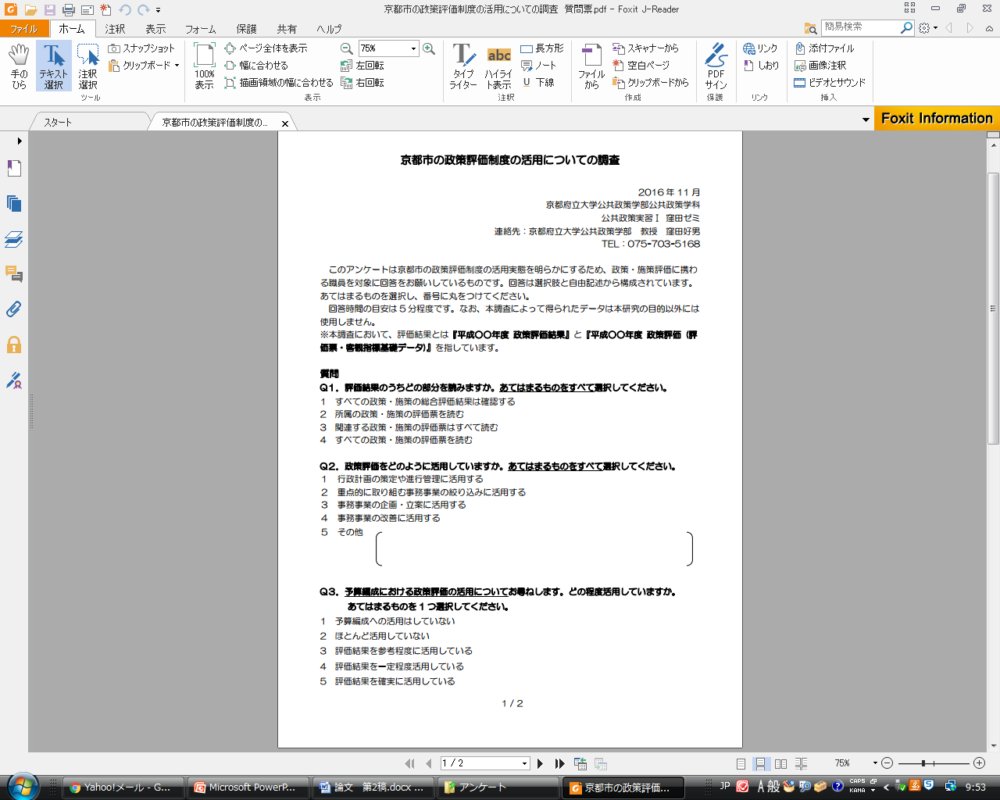 京都市の政策評価制度の活用についての調査　質問票.pdf - Foxit J-Reader
ファイル ホーム 注釈 表示 フォーム 保護 共有 ヘルプ 簡易検索
手のひら テキスト選択 注釈選択 スナップショット クリップボード ツール
100%表示 ページ全体を表示 幅に合わせる 描画領域の幅に合わせる 75% 左回転 右回転 表示
タイプライター ハイライト表示 長方形 ノート 下線 注釈
ファイルから スキャナーから 空白ページ クリップボードから 作成
PDFサイン 保護 リンク しおり リンク 添付ファイル 画像注釈 ビデオとサウンド 挿入
スタート 京都市の政策評価制度の... Foxit Information
京都市の政策評価制度の活用についての調査
2016 年 11 月
京都府立大学公共政策学部公共政策学科
公共政策実習Ⅰ 窪田ゼミ
連絡先：京都府立大学公共政策学部　教授　窪田好男
TEL：075-703-5168
このアンケートは京都市の政策評価制度の活用実態を明らかにするため、政策・施策評価に携わ
る職員を対象に回答をお願いしているものです。回答は選択肢と自由記述から構成されています。
あてはまるものを選択し、番号に丸をつけてください。
回答時間の目安は 5 分程度です。なお、本調査によって得られたデータは本研究の目的以外には
使用しません。
※本調査において、評価結果とは『平成〇〇年度 政策評価結果』と『平成〇〇年度 政策評価（評
価票・客観指標基礎データ）』を指しています。
質問
Q１．評価結果のうちどの部分を読みますか。あてはまるものをすべて選択してください。
1　すべての政策・施策の総合評価結果は確認する
2　所属の政策・施策の評価票を読む
3　関連する政策・施策の評価票はすべて読む
4　すべての政策・施策の評価票を読む
Q２．政策評価をどのように活用していますか。あてはまるものをすべて選択してください。
1　行政計画の策定や進行管理に活用する
2　重点的に取り組む事務事業の絞り込みに活用する
3　事務事業の企画・立案に活用する
4　事務事業の改善に活用する
5　その他
Q３．予算編成における政策評価の活用についてお尋ねします。どの程度活用していますか。
あてはまるものを 1 つ選択してください。
1　予算編成への活用はしていない
2　ほとんど活用していない
3　評価結果を参考程度に活用している
4　評価結果を一定程度活用している
5　評価結果を確実に活用している
1 / 2
1 / 2 75%
Yahoo!メール - G... Microsoft PowerP... 論文　第2稿.docx ... アンケート 京都市の政策評価... JP A 般 CAPS KANA 9:53